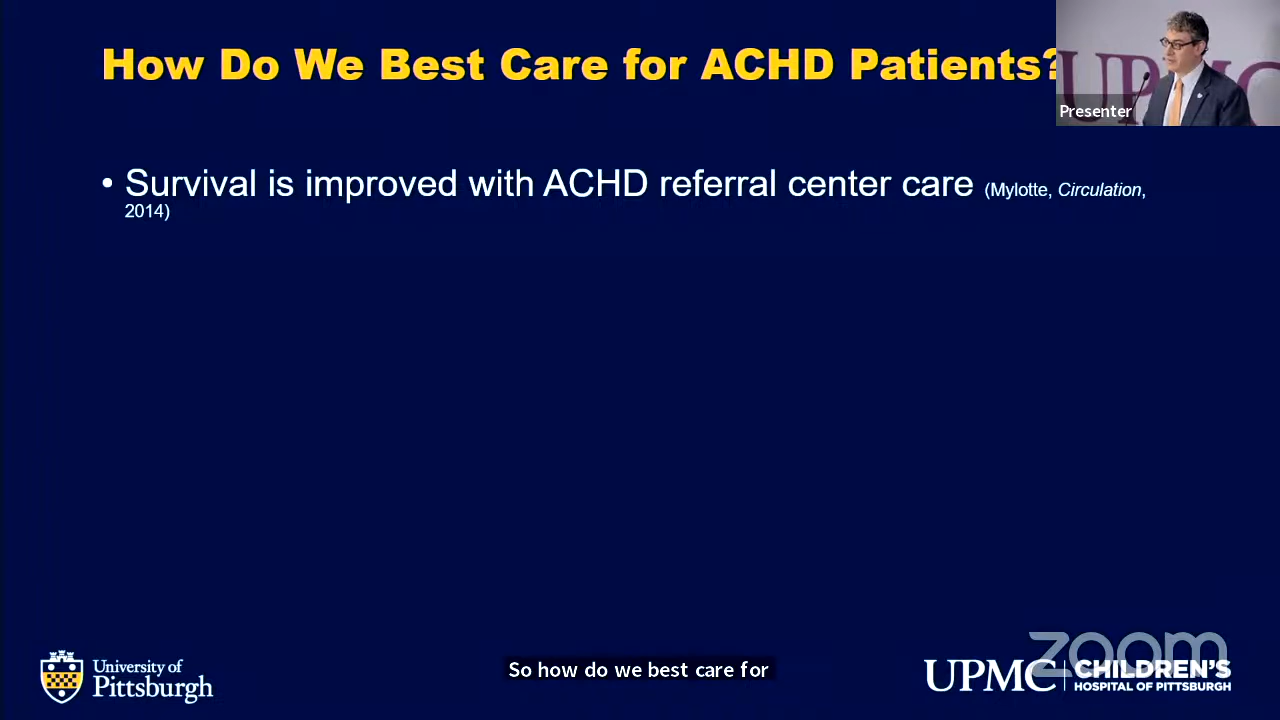 How Do We Best Care for ACHD Patients?
UPMC
Presenter
• Survival is improved with ACHD referral center care (Mylotte, Circulation,
2014)
University of
Pittsburgh
So how do we best care for
zoom
UPMC | CHILDREN'S
HOSPITAL OF PITTSBURGH